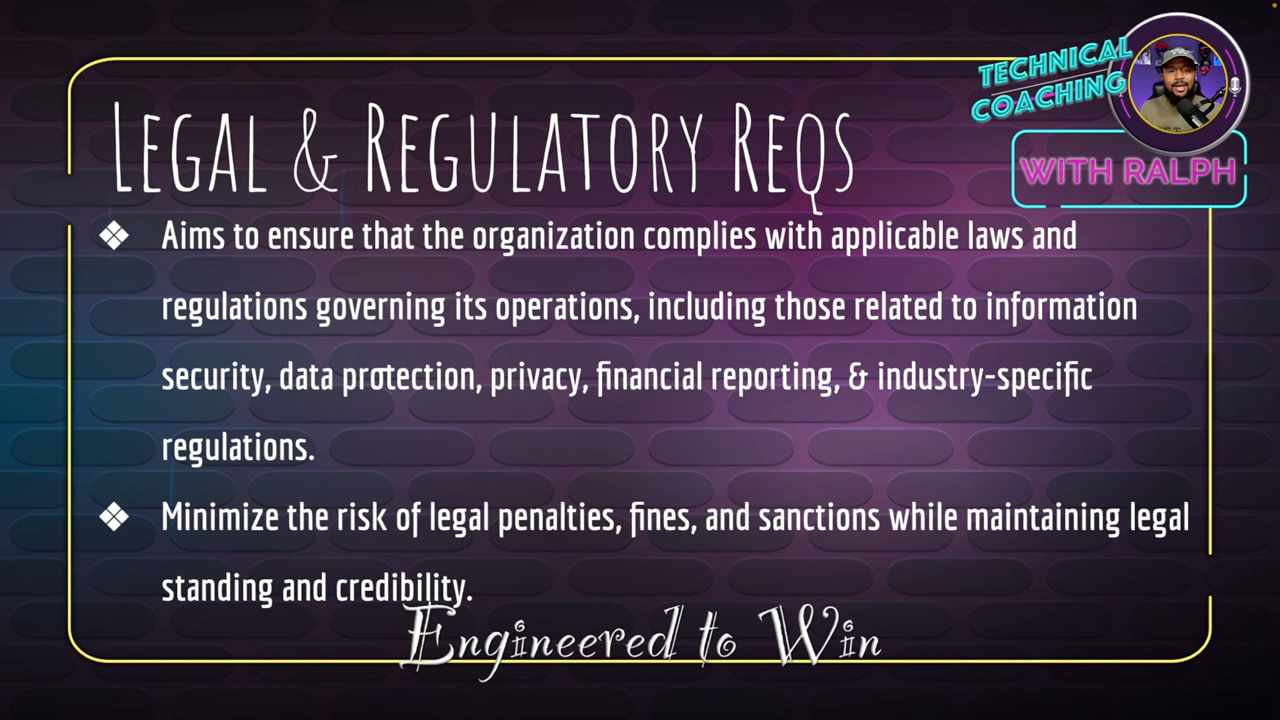 TECHNICAL
COACHING
WITH RALPH
LEGAL & REGULATORY REQS
❖ Aims to ensure that the organization complies with applicable laws and
regulations governing its operations, including those related to information
security, data protection, privacy, financial reporting, & industry-specific
regulations.
❖ Minimize the risk of legal penalties, fines, and sanctions while maintaining legal
standing and credibility.
Engineered to Win